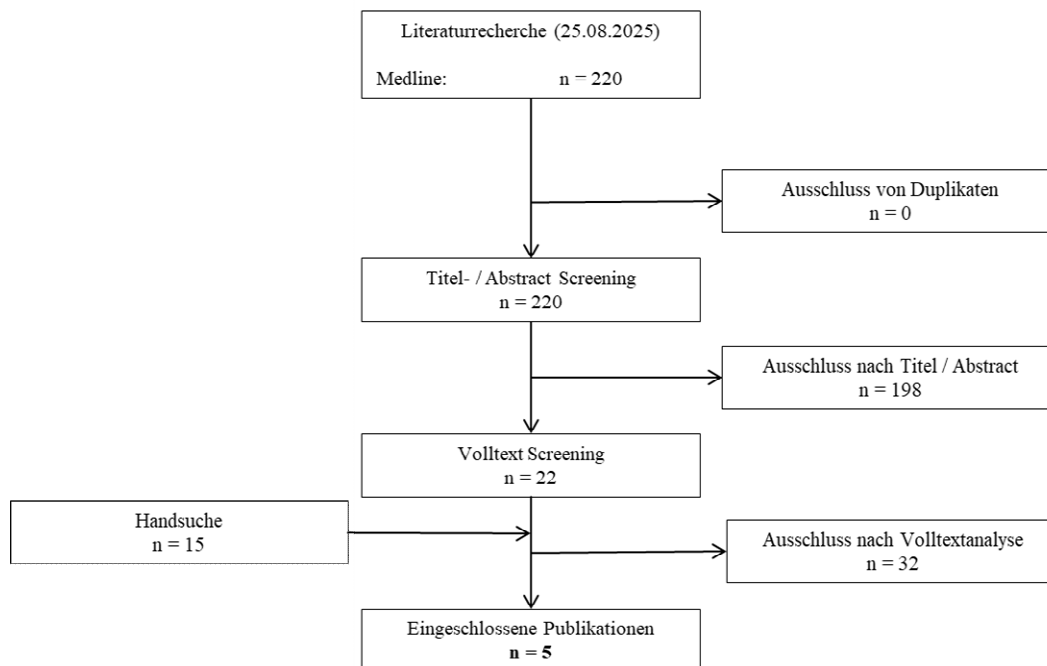 Literaturrecherche (25.08.2025)
Medline: n = 220
Ausschluss von Duplikaten
n = 0
Titel- / Abstract Screening
n = 220
Ausschluss nach Titel / Abstract
n = 198
Volltext Screening
n = 22
Handsuche
n = 15
Ausschluss nach Volltextanalyse
n = 32
Eingeschlossene Publikationen
n = 5